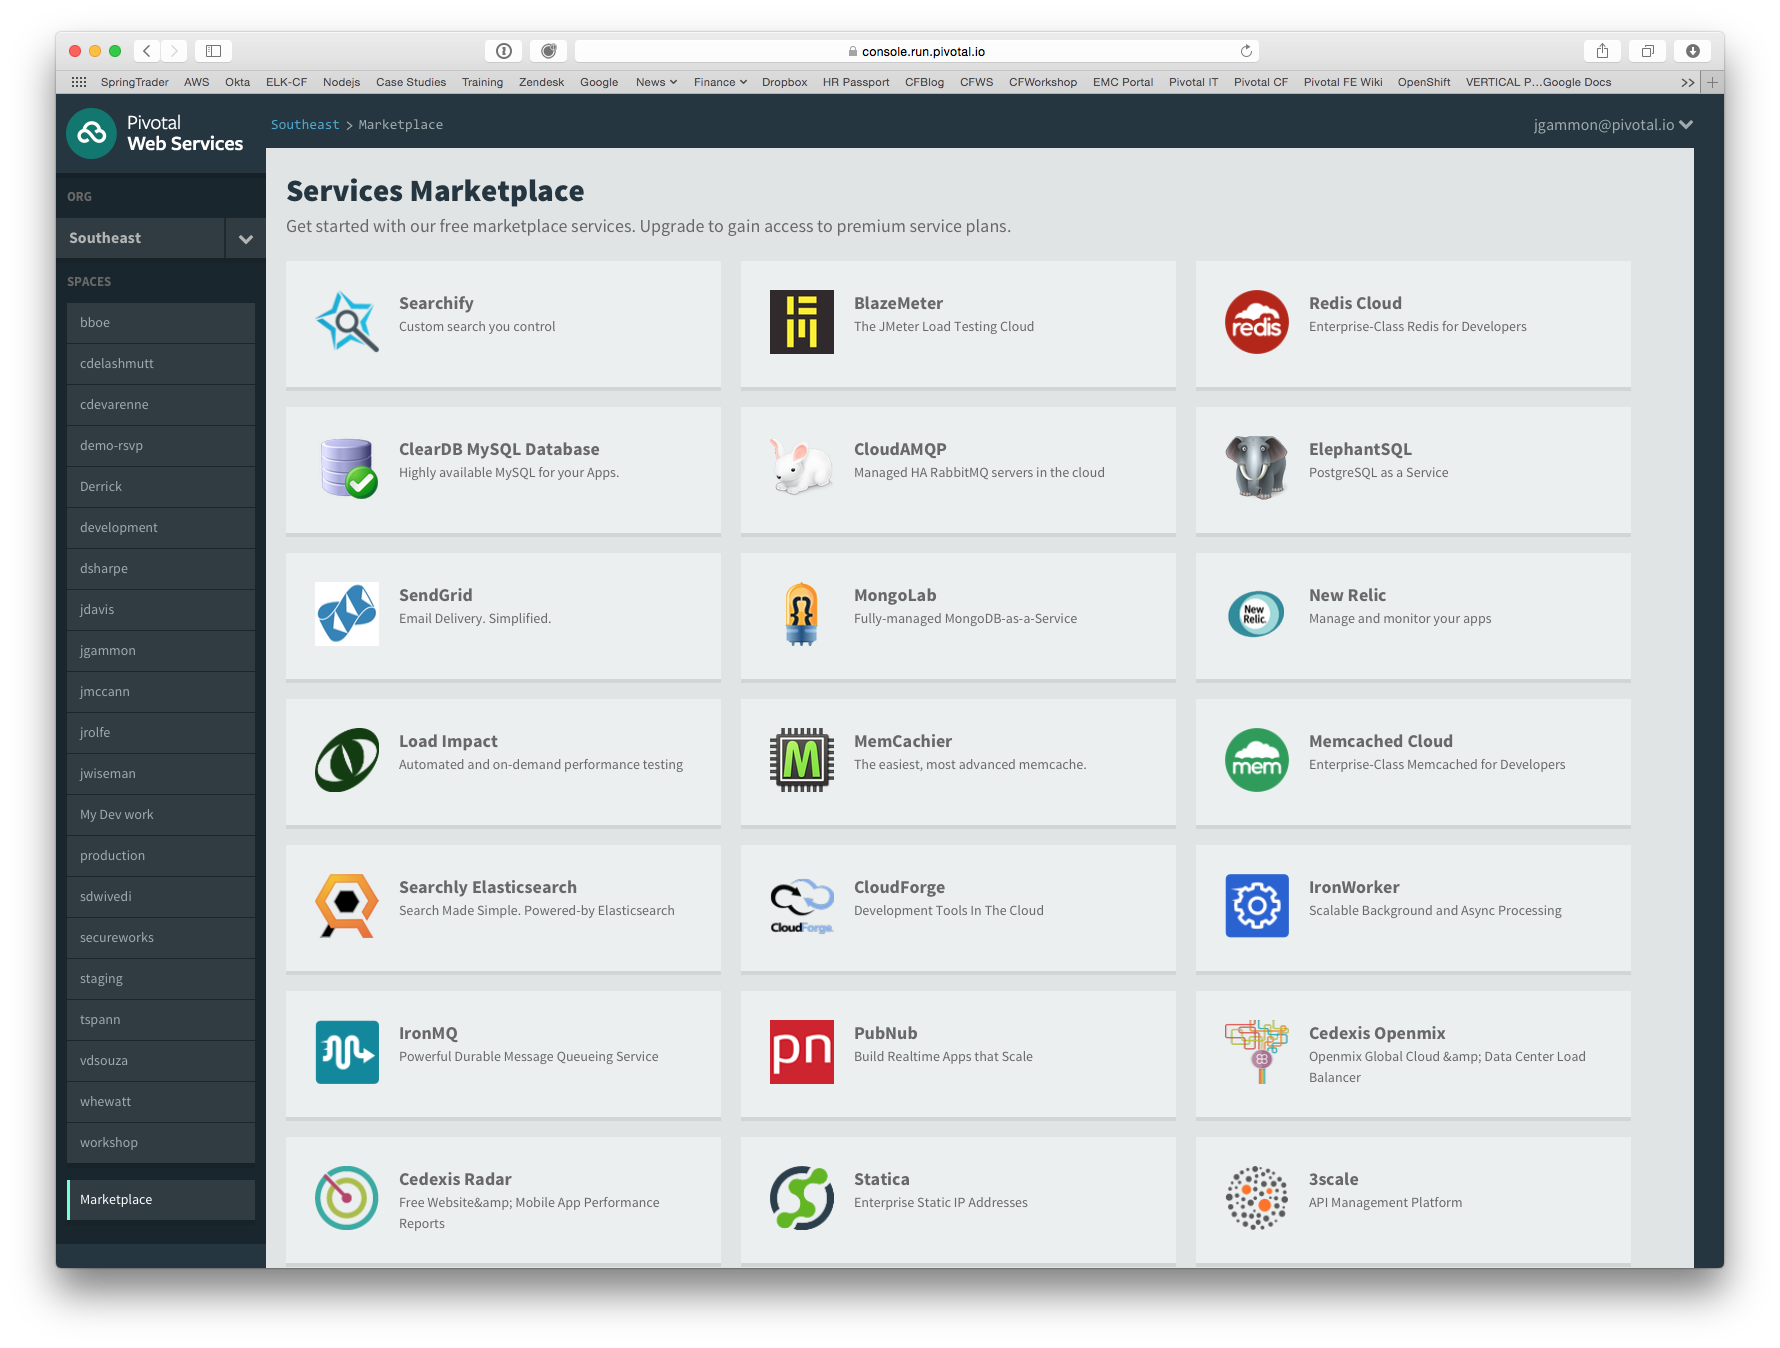 console.run.pivotal.io
SpringTrader AWS Okta ELK-CF Nodejs Case Studies Training Zendesk Google News Finance Dropbox HR Passport CFBlog CFWS CFWorkshop EMC Portal Pivotal IT Pivotal CF Pivotal FE Wiki OpenShift VERTICAL P...Google Docs >> +
Pivotal
Web Services
Southeast > Marketplace
jgammon@pivotal.io
ORG
Southeast
SPACES
bboe
cdelashmutt
cdevarenne
demo-rsvp
Derrick
development
dsharpe
jdavis
jgammon
jmccann
jrolfe
jwiseman
My Dev work
production
sdwivedi
secureworks
staging
tspann
vdsouza
whewatt
workshop
Marketplace
Services Marketplace
Get started with our free marketplace services. Upgrade to gain access to premium service plans.
Searchify
Custom search you control
BlazeMeter
The JMeter Load Testing Cloud
redis
Redis Cloud
Enterprise-Class Redis for Developers
ClearDB MySQL Database
Highly available MySQL for your Apps.
CloudAMQP
Managed HA RabbitMQ servers in the cloud
ElephantSQL
PostgreSQL as a Service
SendGrid
Email Delivery. Simplified.
MongoLab
Fully-managed MongoDB-as-a-Service
New
Relic.
New Relic
Manage and monitor your apps
Load Impact
Automated and on-demand performance testing
M
MemCachier
The easiest, most advanced memcache.
mem
Memcached Cloud
Enterprise-Class Memcached for Developers
Searchly Elasticsearch
Search Made Simple. Powered-by Elasticsearch
CloudForge
CloudForge
Development Tools In The Cloud
IronWorker
Scalable Background and Async Processing
IronMQ
Powerful Durable Message Queueing Service
pn
PubNub
Build Realtime Apps that Scale
Cedexis Openmix
Openmix Global Cloud &amp; Data Center Load
Balancer
Cedexis Radar
Free Website&amp; Mobile App Performance
Reports
Statica
Enterprise Static IP Addresses
3scale
API Management Platform